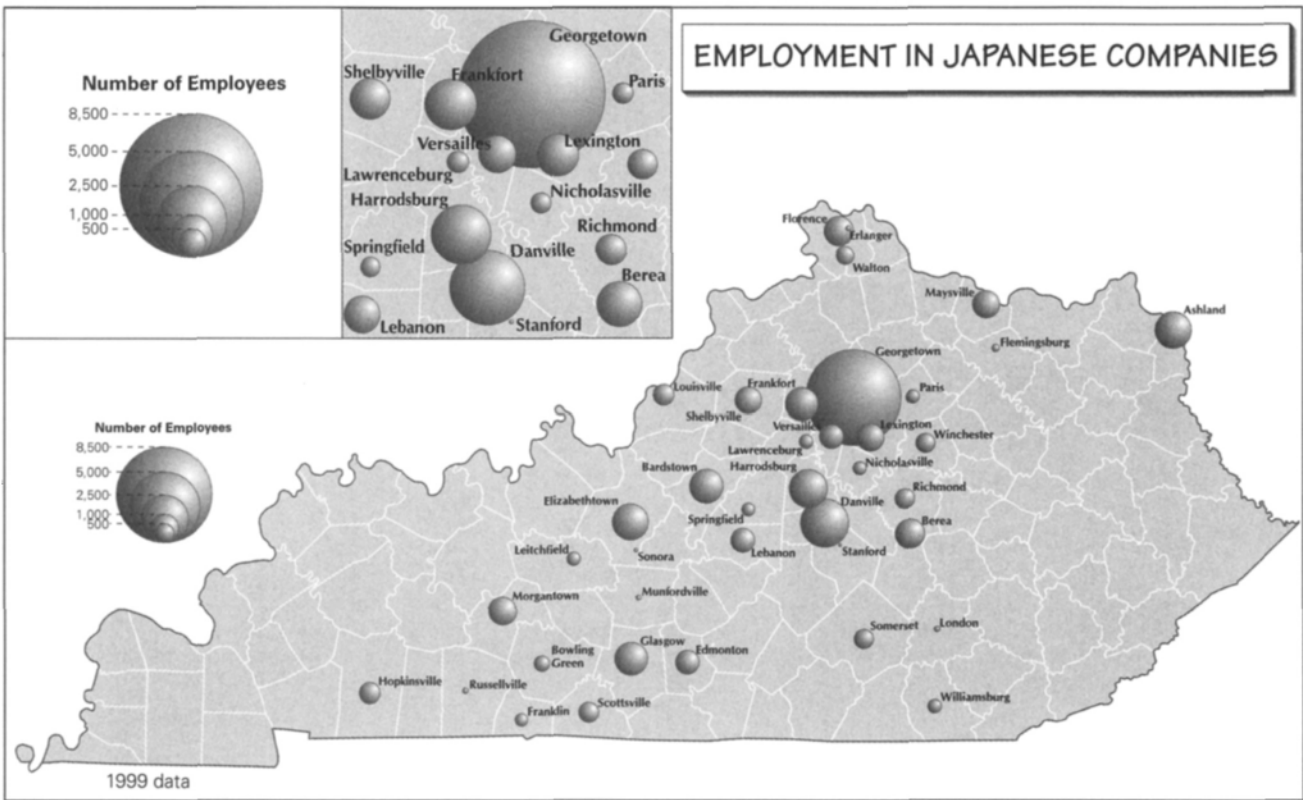 EMPLOYMENT IN JAPANESE COMPANIES
Number of Employees
8,500
5,000
2,500
1,000
500
Georgetown
Shelbyville
Frankfort
Paris
Versailles
Lexington
Lawrenceburg
Harrodsburg
Nicholasville
Richmond
Springfield
Danville
Berea
Lebanon
Stanford
Number of Employees
8,500
5,000
2,500
1,000
500
Florence
Erlanger
Walton
Maysville
Ashland
Flemingsburg
Georgetown
Louisville
Frankfort
Paris
Shelbyville
Versailles
Lexington
Winchester
Lawrenceburg
Nicholasville
Bardstown
Harrodsburg
Richmond
Elizabethtown
Danville
Springfield
Berea
Leitchfield
Sonora
Lebanon
Stanford
Morgantown
Munfordville
Somerset
London
Bowling
Green
Glasgow
Edmonton
Hopkinsville
Russellville
Franklin
Scottsville
Williamsburg
1999 data